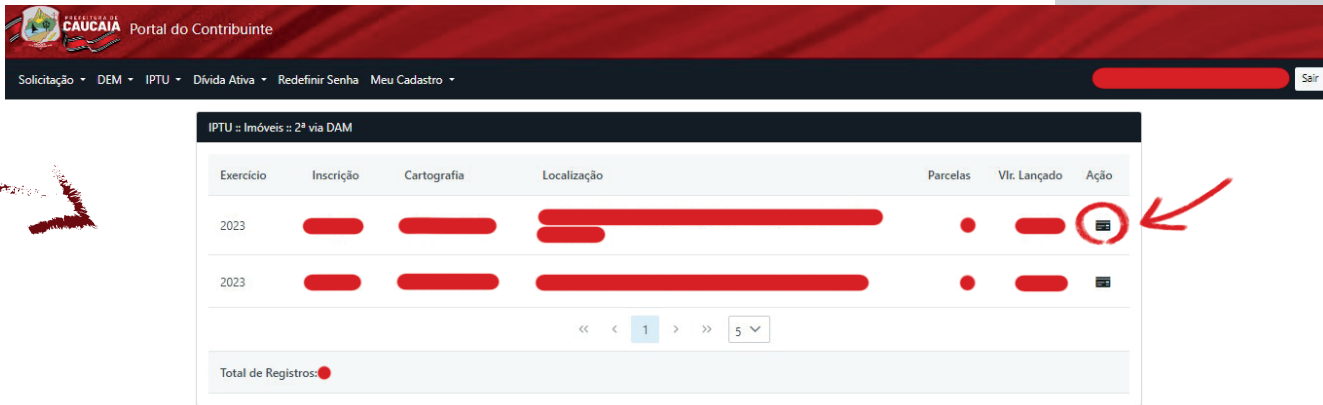 PREFEITURA DE
CAUCAIA Portal do Contribuinte
Solicitação DEM IPTU Dívida Ativa Redefinir Senha Meu Cadastro Sair
IPTU :: Imóveis :: 2ª via DAM
Exercício Inscrição Cartografia Localização Parcelas Vlr. Lançado Ação
2023
2023
« < 1 > » 5
Total de Registros: